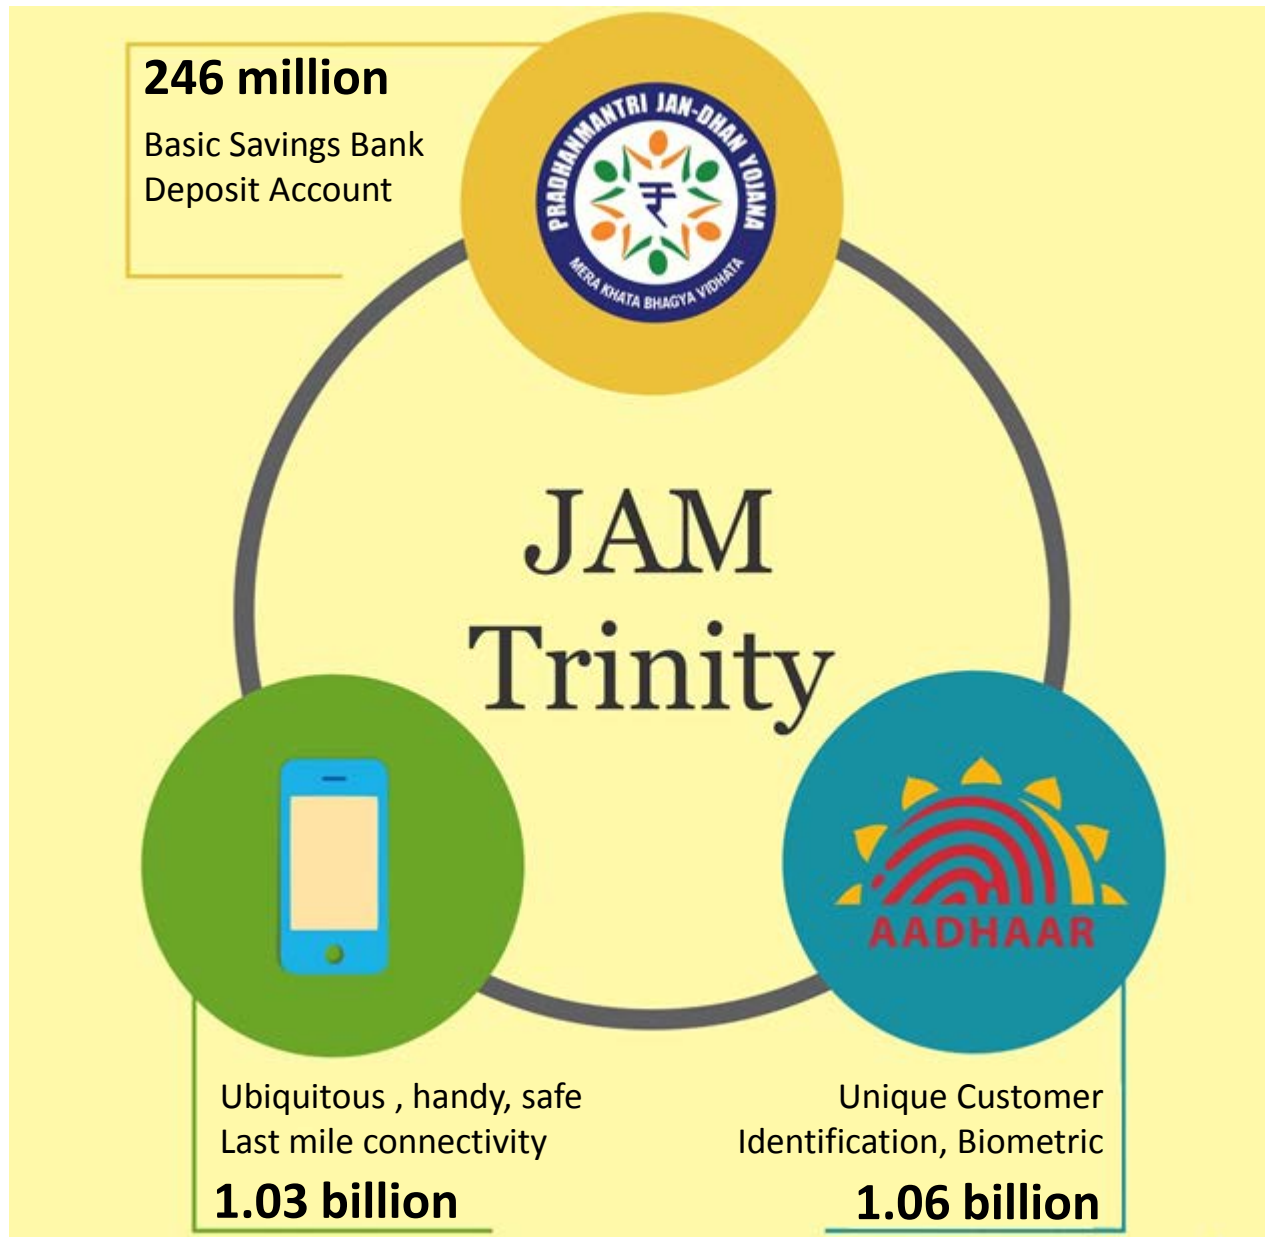 246 million
Basic Savings Bank
Deposit Account
PRADHANMANTRI JAN-DHAN YOJANA
MERA KHATA BHAGYA VIDHATA
JAM
Trinity
AADHAAR
Ubiquitous , handy, safe
Last mile connectivity
1.03 billion
Unique Customer
Identification, Biometric
1.06 billion